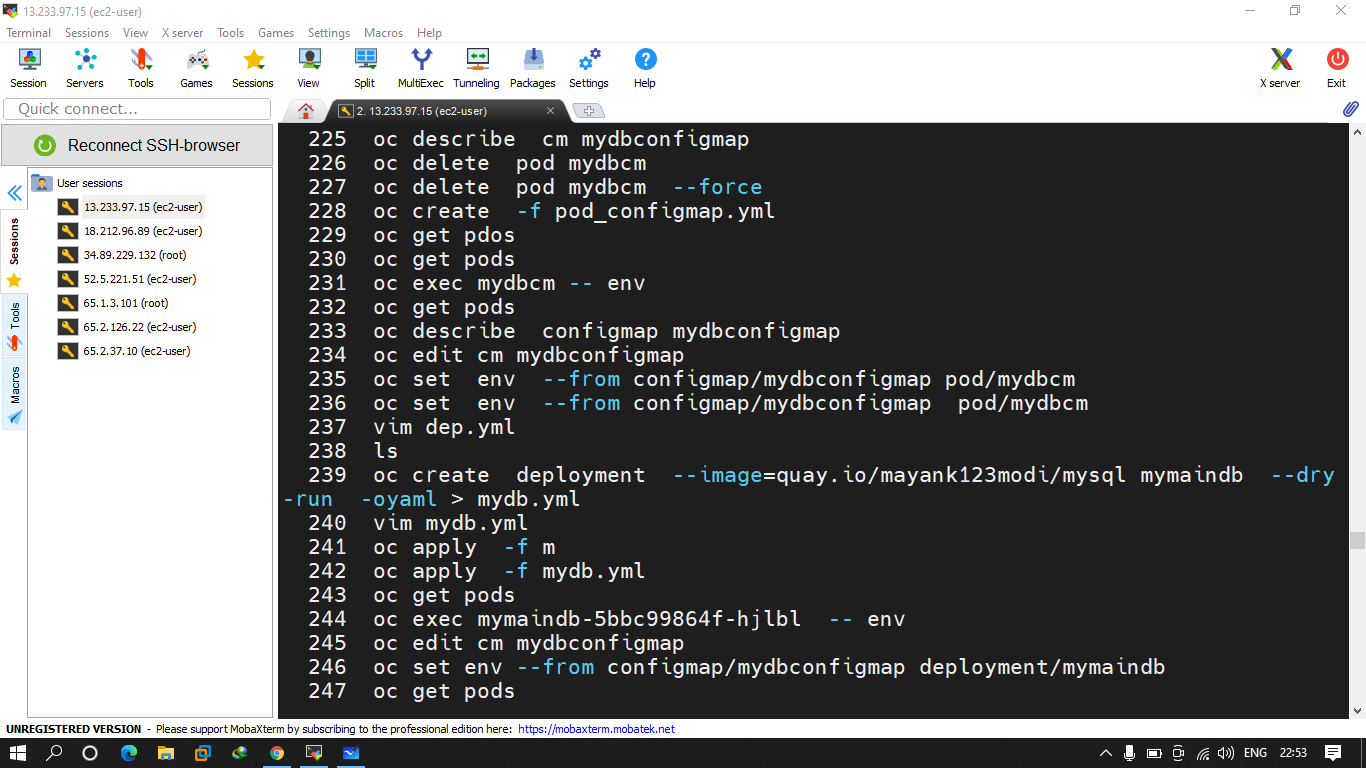 13.233.97.15 (ec2-user)
Terminal Sessions View X server Tools Games Settings Macros Help
Session Servers Tools Games Sessions View Split MultiExec Tunneling Packages Settings Help X server Exit
Quick connect...
2. 13.233.97.15 (ec2-user)
Reconnect SSH-browser
User sessions
13.233.97.15 (ec2-user)
18.212.96.89 (ec2-user)
34.89.229.132 (root)
52.5.221.51 (ec2-user)
65.1.3.101 (root)
65.2.126.22 (ec2-user)
65.2.37.10 (ec2-user)
Sessions
Tools
Macros
225 oc describe cm mydbconfigmap
226 oc delete pod mydbcm
227 oc delete pod mydbcm --force
228 oc create -f pod_configmap.yml
229 oc get pdos
230 oc get pods
231 oc exec mydbcm -- env
232 oc get pods
233 oc describe configmap mydbconfigmap
234 oc edit cm mydbconfigmap
235 oc set env --from configmap/mydbconfigmap pod/mydbcm
236 oc set env --from configmap/mydbconfigmap pod/mydbcm
237 vim dep.yml
238 ls
239 oc create deployment --image=quay.io/mayank123modi/mysql mymaindb --dry
-run -oyaml > mydb.yml
240 vim mydb.yml
241 oc apply -f m
242 oc apply -f mydb.yml
243 oc get pods
244 oc exec mymaindb-5bbc99864f-hjlbl -- env
245 oc edit cm mydbconfigmap
246 oc set env --from configmap/mydbconfigmap deployment/mymaindb
247 oc get pods
UNREGISTERED VERSION - Please support MobaXterm by subscribing to the professional edition here: https://mobaxterm.mobatek.net
ENG 22:53